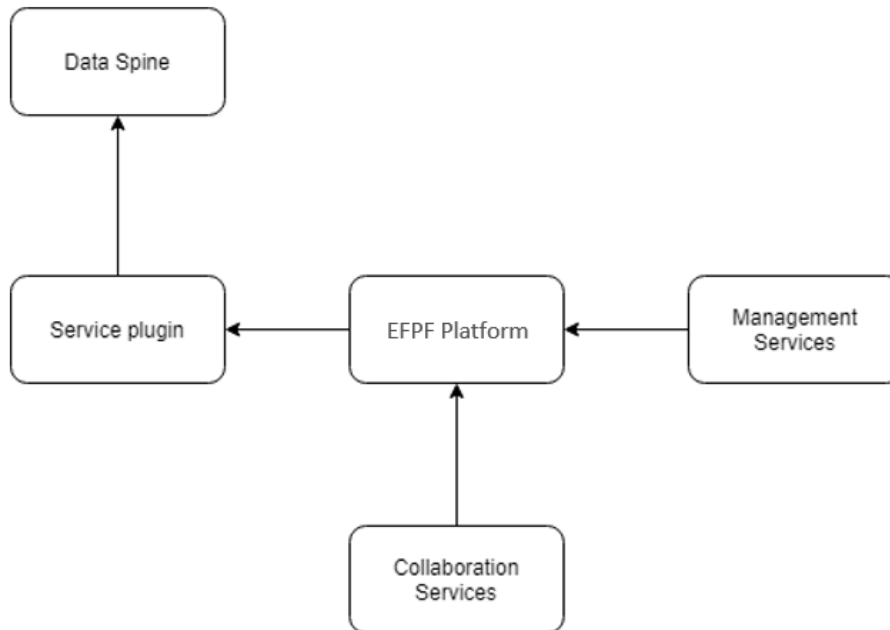 Data Spine
Service plugin
EFPF Platform
Management
Services
Collaboration
Services